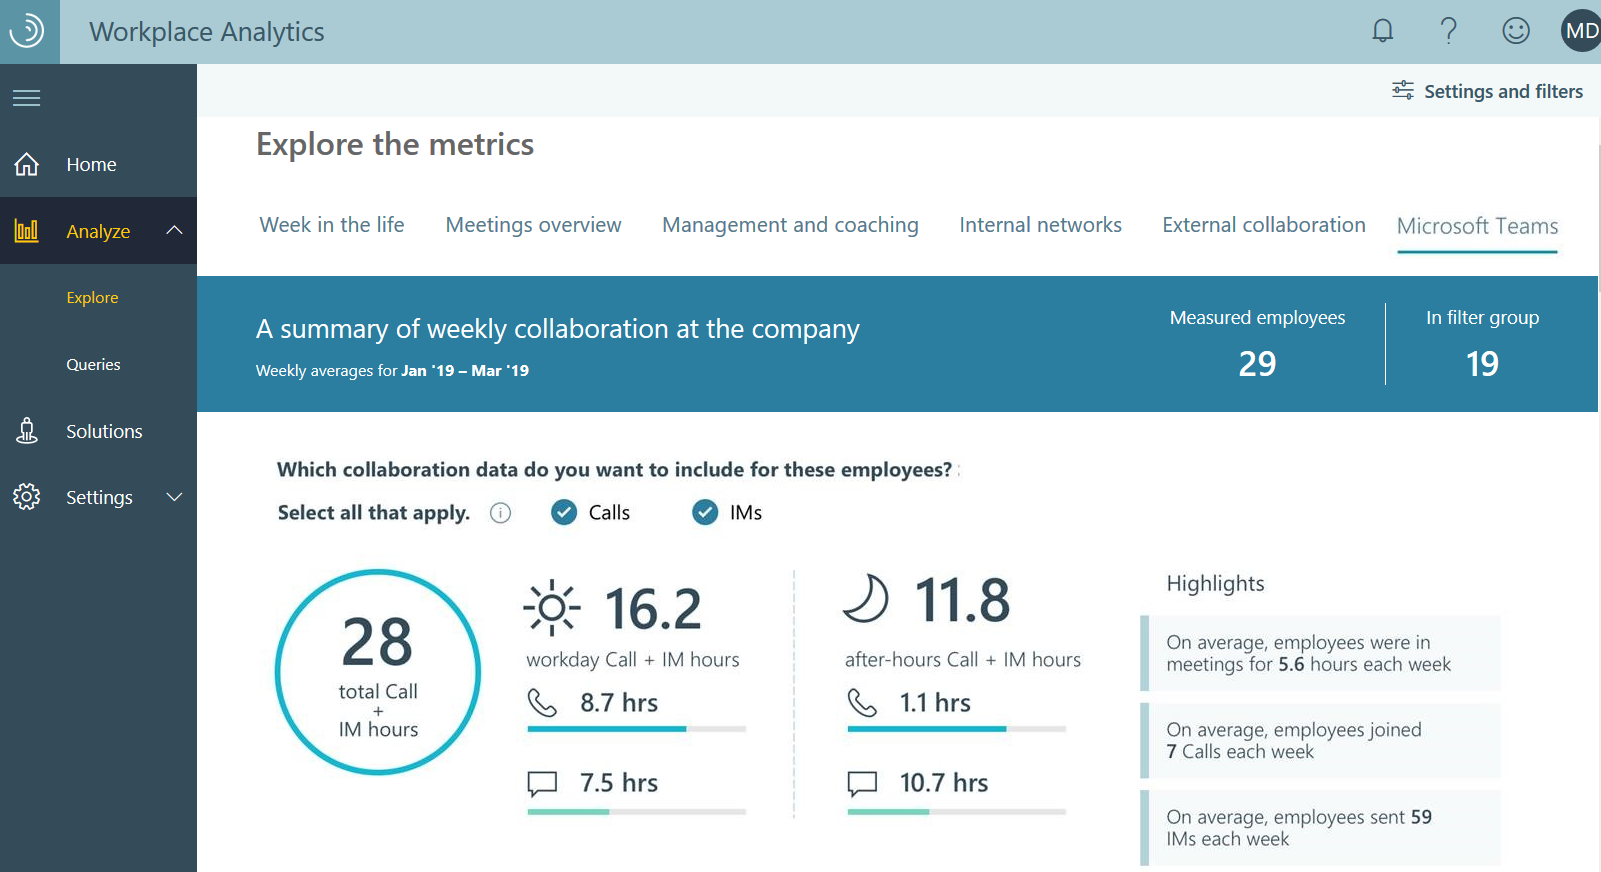 Workplace Analytics
MD
Settings and filters
Home
Analyze
Explore
Queries
Solutions
Settings
Explore the metrics
Week in the life
Meetings overview
Management and coaching
Internal networks
External collaboration
Microsoft Teams
A summary of weekly collaboration at the company
Weekly averages for Jan '19 – Mar '19
Measured employees
29
In filter group
19
Which collaboration data do you want to include for these employees?
Select all that apply.
Calls
IMs
28
total Call
+
IM hours
16.2
workday Call + IM hours
8.7 hrs
7.5 hrs
11.8
after-hours Call + IM hours
1.1 hrs
10.7 hrs
Highlights
On average, employees were in
meetings for 5.6 hours each week
On average, employees joined
7 Calls each week
On average, employees sent 59
IMs each week